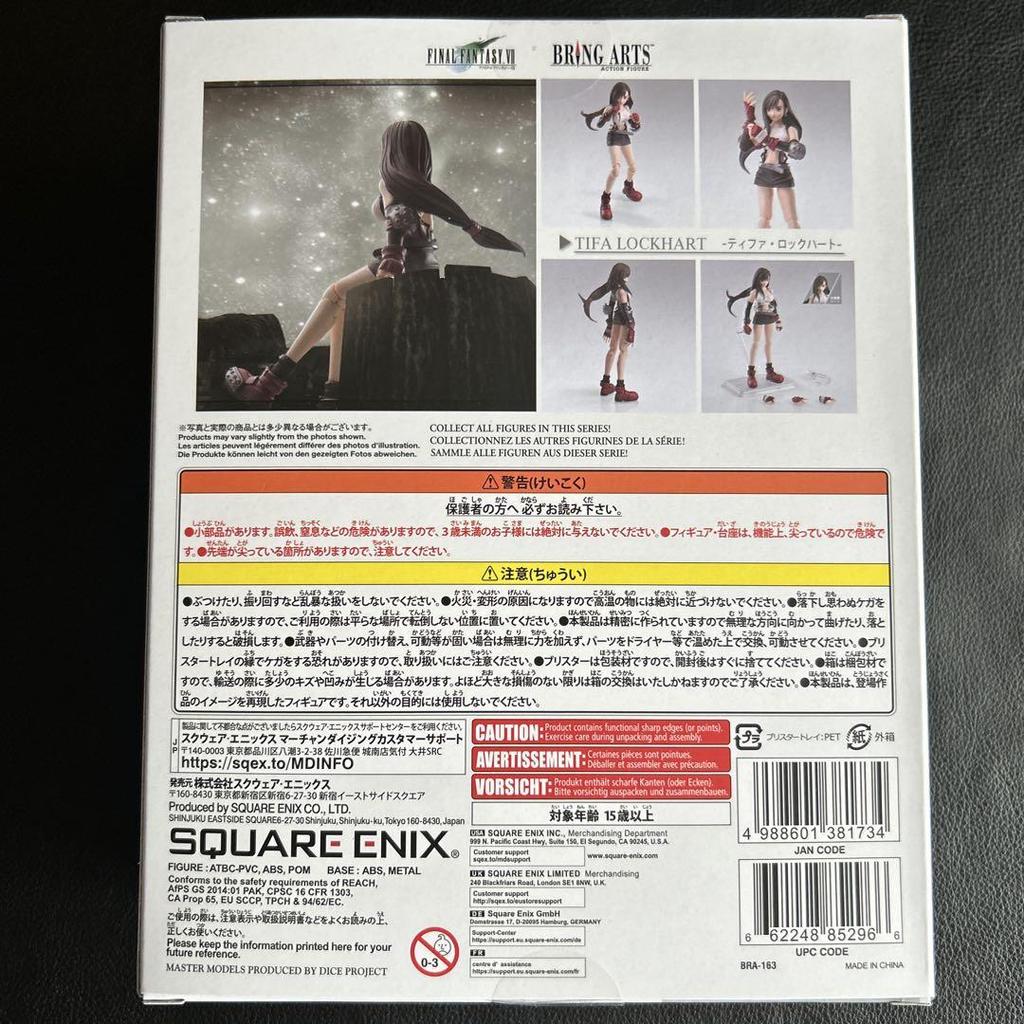 FINAL FANTASY VII
BRING ARTS™
ACTION FIGURE
▶TIFA LOCKHART -ティファ・ロックハート-
※写真と実際の商品とは多少異なる場合がございます。
Products may vary slightly from the photos shown.
Les articles peuvent légèrement différer des photos d'illustration.
Die Produkte können leicht von den gezeigten Fotos abweichen.
COLLECT ALL FIGURES IN THIS SERIES!
COLLECTIONNEZ LES AUTRES FIGURINES DE LA SÉRIE!
SAMMLE ALLE FIGUREN AUS DIESER SERIE!
⚠警告(けいこく)
保護者の方へ 必ずお読み下さい。
●小部品があります。誤飲、窒息などの危険がありますので、3歳未満のお子様には絶対に与えないでください。●フィギュア・台座は、機能上、尖っているので危険で
す。●先端が尖っている箇所がありますので、注意してください。
⚠注意(ちゅうい)
●ぶつけたり、振り回すなど乱暴な扱いをしないでください。●火災・変形の原因になりますので高温の物には絶対に近づけないでください。●落下し思わぬケガを
する場合がありますので、ご利用の際は平らな場所で転倒しない位置に置いてください。●本製品は精密に作られていますので無理な方向に向かって曲げたり、落と
したりすると破損します。●武器やパーツの付け替え、可動等が固い場合は無理に力を加えず、パーツをドライヤー等で温めた上で交換、可動させてください。●ブリ
スタートレイの縁でケガをする恐れがありますので、取り扱いにはご注意ください。●ブリスターは包装材ですので、開封後はすぐに捨ててください。●箱は梱包材で
すので、輸送の際に多少のキズや凹みが生じる場合があります。よほど大きな損傷のない限りは箱の交換はいたしかねますのでご了承ください。●本製品は、登場作
品のイメージを再現したフィギュアです。それ以外の目的には使用しないでください。
JP
製品に関して不都合な点がございましたらスクウェア・エニックスサポートセンターをご利用ください。
スクウェア・エニックス マーチャンダイジングカスタマーサポート
〒140-0003 東京都品川区八潮3-2-38 佐川急便 城南店気付 大井SRC
https://sqex.to/MDINFO
発売元 株式会社スクウェア・エニックス
〒160-8430 東京都新宿区新宿6-27-30 新宿イーストサイドスクエア
Produced by SQUARE ENIX CO., LTD.
SHINJUKU EASTSIDE SQUARE6-27-30 Shinjuku, Shinjuku-ku, Tokyo 160-8430, Japan
SQUARE ENIX®
FIGURE : ATBC-PVC, ABS, POM BASE : ABS, METAL
Conforms to the safety requirements of REACH,
AfPS GS 2014:01 PAK, CPSC 16 CFR 1303,
CA Prop 65, EU SCCP, TPCH & 94/62/EC.
ご使用の際は、注意表示や取扱説明書などをよくお読みの上、
正しくお使いください。
Please keep the information printed here for your
future reference.
MASTER MODELS PRODUCED BY DICE PROJECT
0-3
CAUTION: Product contains functional sharp edges (or points).
Exercise care during unpacking and assembly.
AVERTISSEMENT: Certaines pièces sont pointues.
Déballer et assembler avec précaution.
VORSICHT: Produkt enthält scharfe Kanten (oder Ecken).
Bitte vorsichtig auspacken und zusammenbauen.
対象年齢 15歳以上
USA SQUARE ENIX INC., Merchandising Department
999 N. Pacific Coast Hwy, Suite 150, El Segundo, CA 90245, U.S.A.
Customer support
sqex.to/mdsupport
www.square-enix.com
UK SQUARE ENIX LIMITED Merchandising
240 Blackfriars Road, London SE1 8NW, U.K.
Customer support
http://sqex.to/eustoresupport
DE Square Enix GmbH
Domstrasse 17, D-20095 Hamburg, GERMANY
Support-Center
https://support.eu.square-enix.com/de
FR
centre d' assistance
https://support.eu.square-enix.com/fr
プラ
ブリスタートレイ:PET
紙
外箱
4 988601 381734
JAN CODE
6 62248 85296 6
UPC CODE
BRA-163
MADE IN CHINA